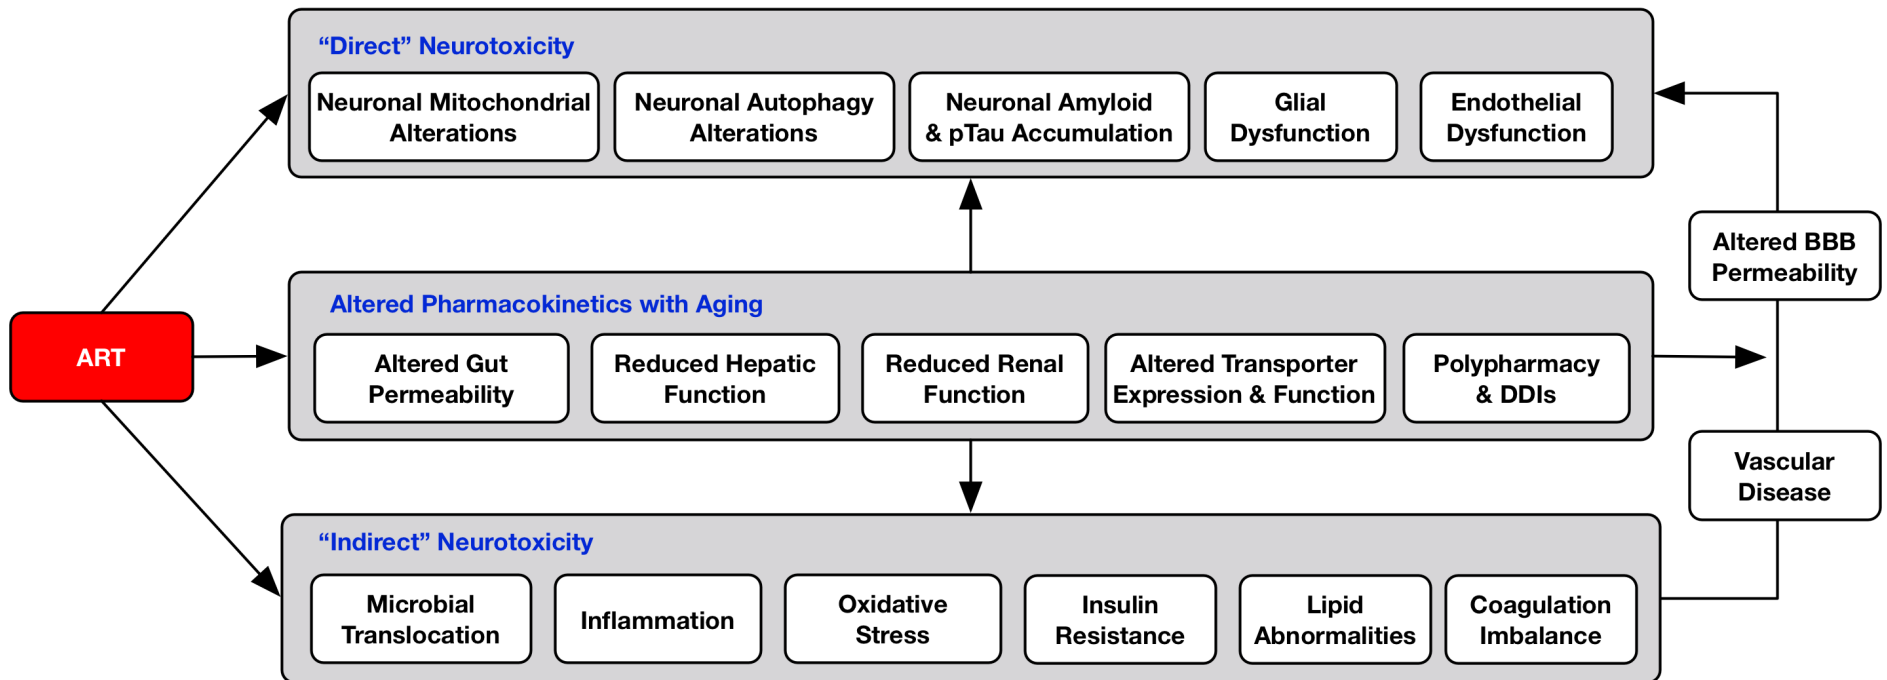 “Direct” Neurotoxicity
Neuronal Mitochondrial
Alterations
Neuronal Autophagy
Alterations
Neuronal Amyloid
& pTau Accumulation
Glial
Dysfunction
Endothelial
Dysfunction
Altered BBB
Permeability
ART
Altered Pharmacokinetics with Aging
Altered Gut
Permeability
Reduced Hepatic
Function
Reduced Renal
Function
Altered Transporter
Expression & Function
Polypharmacy
& DDIs
Vascular
Disease
“Indirect” Neurotoxicity
Microbial
Translocation
Inflammation
Oxidative
Stress
Insulin
Resistance
Lipid
Abnormalities
Coagulation
Imbalance